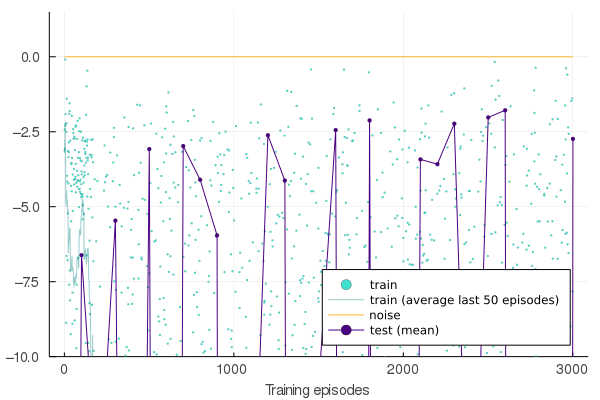 0.0
−2.5
−5.0
−7.5
−10.0
train
train (average last 50 episodes)
noise
test (mean)
0 1000 2000 3000
Training episodes